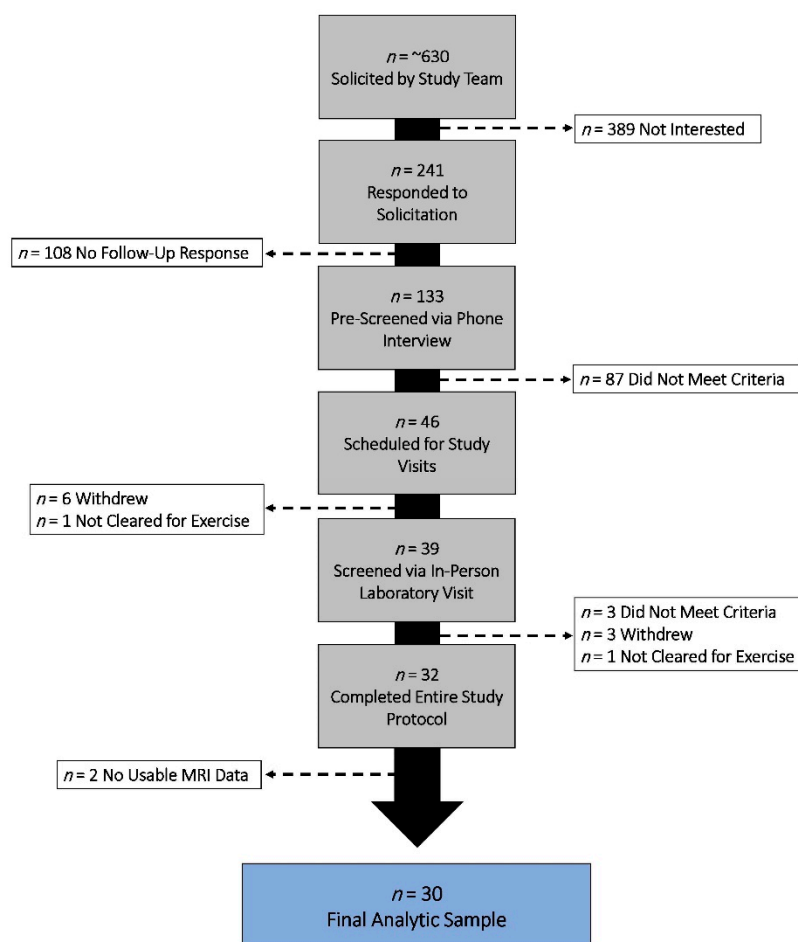 n = ~630
Solicited by Study Team
n = 389 Not Interested
n = 241
Responded to
Solicitation
n = 108 No Follow-Up Response
n = 133
Pre-Screened via Phone
Interview
n = 87 Did Not Meet Criteria
n = 46
Scheduled for Study
Visits
n = 6 Withdrew
n = 1 Not Cleared for Exercise
n = 39
Screened via In-Person
Laboratory Visit
n = 3 Did Not Meet Criteria
n = 3 Withdrew
n = 1 Not Cleared for Exercise
n = 32
Completed Entire Study
Protocol
n = 2 No Usable MRI Data
n = 30
Final Analytic Sample